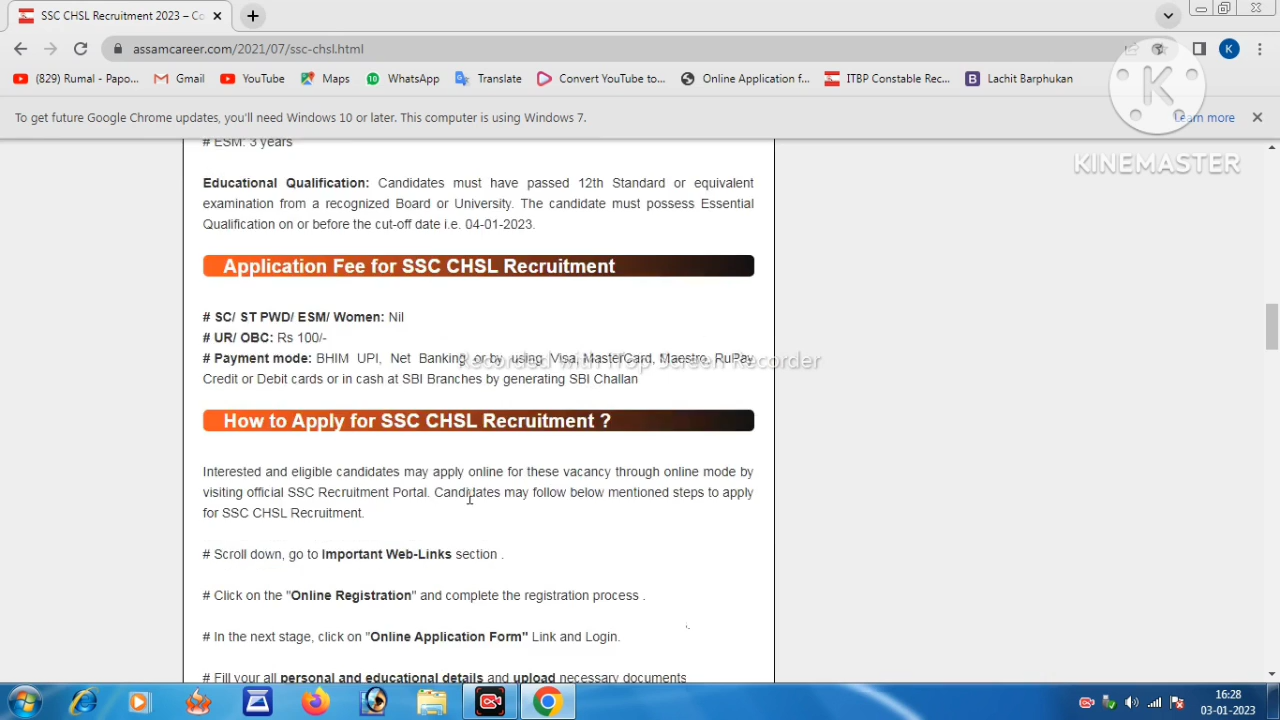 SSC CHSL Recruitment 2023 – Co
assamcareer.com/2021/07/ssc-chsl.html
K
(829) Rumal - Papo...
Gmail
YouTube
Maps
10
WhatsApp
Translate
Convert YouTube to...
Online Application f...
ITBP Constable Rec...
B
Lachit Barphukan
K
KINEMASTER
To get future Google Chrome updates, you'll need Windows 10 or later. This computer is using Windows 7.
Learn more
# ESM: 3 years
Educational Qualification: Candidates must have passed 12th Standard or equivalent
examination from a recognized Board or University. The candidate must possess Essential
Qualification on or before the cut-off date i.e. 04-01-2023.
Application Fee for SSC CHSL Recruitment
# SC/ ST PWD/ ESM/ Women: Nil
# UR/ OBC: Rs 100/-
# Payment mode: BHIM UPI, Net Banking or by using Visa, MasterCard, Maestro, RuPay
Recorded with iTop Screen Recorder
Credit or Debit cards or in cash at SBI Branches by generating SBI Challan
How to Apply for SSC CHSL Recruitment ?
Interested and eligible candidates may apply online for these vacancy through online mode by
visiting official SSC Recruitment Portal. Candidates may follow below mentioned steps to apply
for SSC CHSL Recruitment.
# Scroll down, go to Important Web-Links section .
# Click on the "Online Registration" and complete the registration process .
# In the next stage, click on "Online Application Form" Link and Login.
# Fill your all personal and educational details and upload necessary documents
16:28
03-01-2023